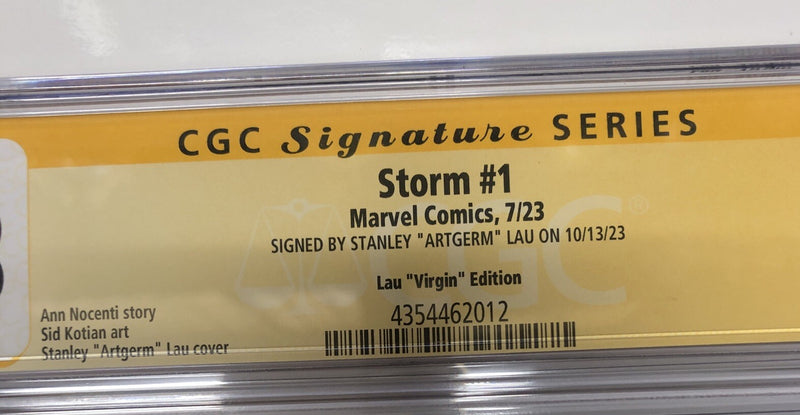 CGC Signature SERIES
Storm #1
Marvel Comics, 7/23
SIGNED BY STANLEY "ARTGERM" LAU ON 10/13/23
CGC®
Lau "Virgin" Edition
4354462012
Ann Nocenti story
Sid Kotian art
Stanley "Artgerm" Lau cover